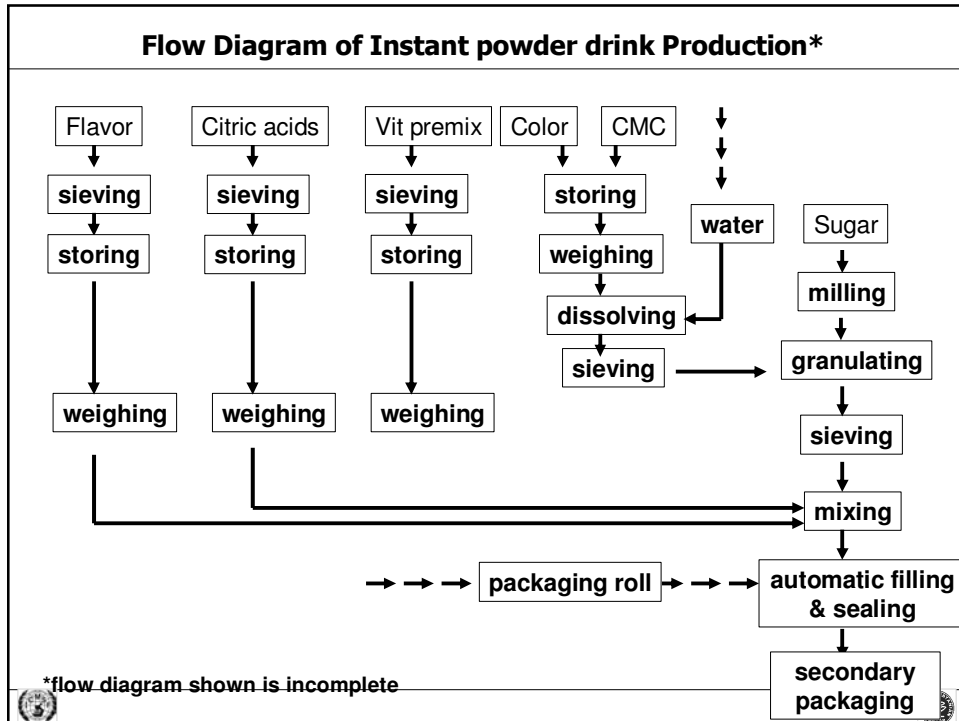 Flow Diagram of Instant powder drink Production*
Flavor
Citric acids
Vit premix
Color
CMC
sieving
sieving
sieving
storing
water
Sugar
storing
storing
storing
weighing
milling
dissolving
sieving
granulating
weighing
weighing
weighing
sieving
mixing
packaging roll
automatic filling
& sealing
secondary
packaging
*flow diagram shown is incomplete